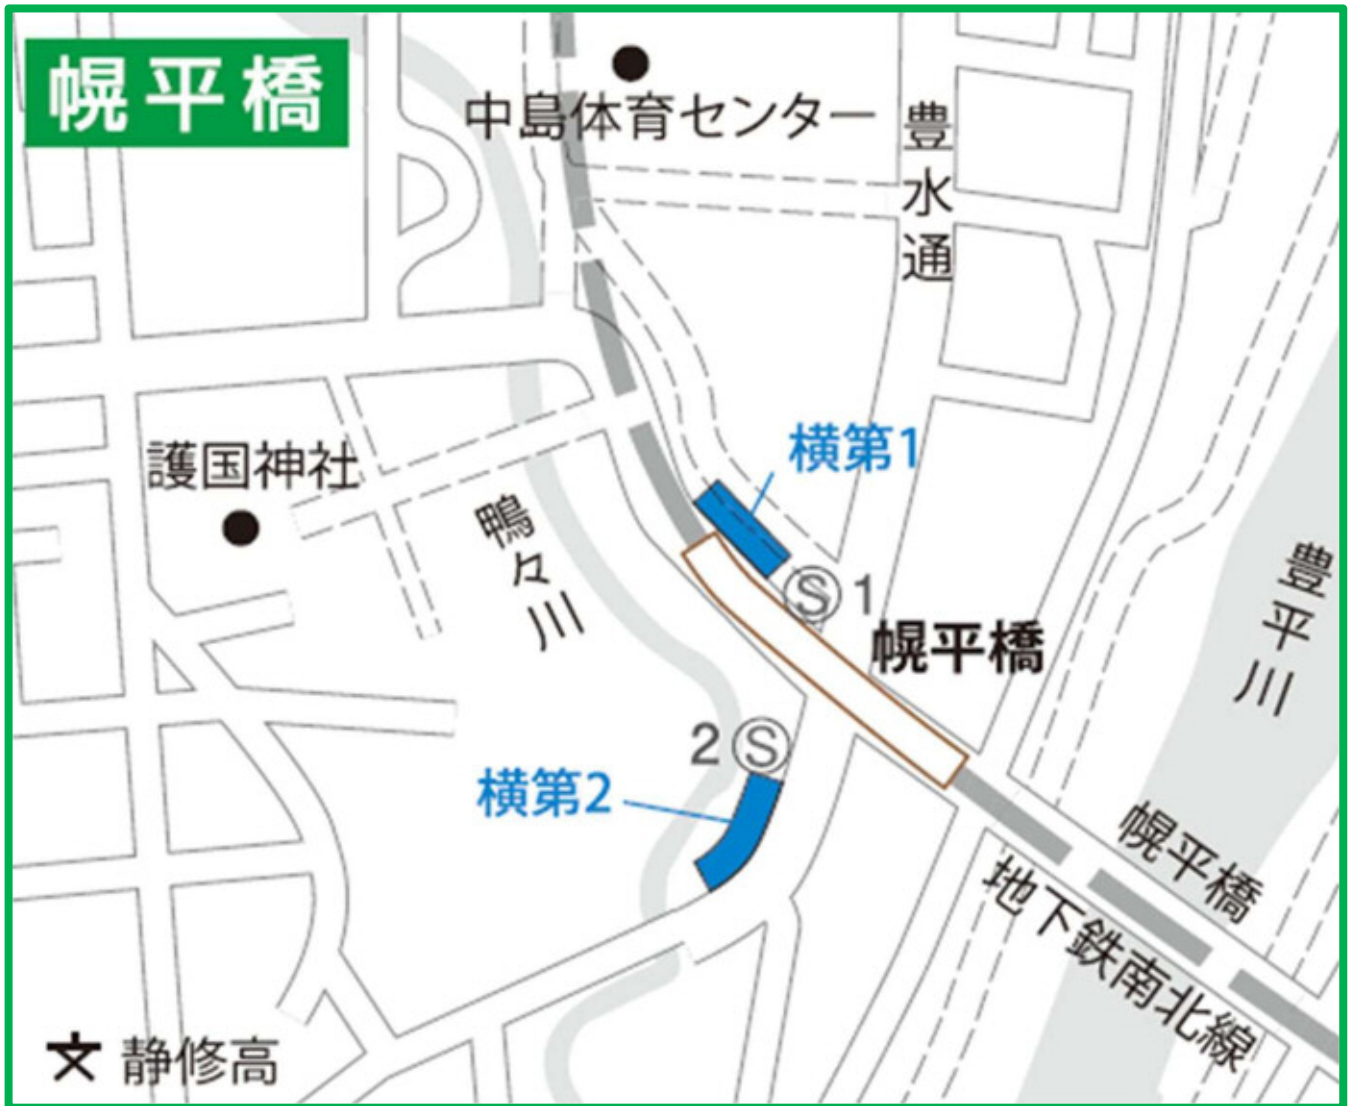 幌平橋
中島体育センター
豊水通
横第1
護国神社
鴨々川
豊平川
Ⓢ 1
幌平橋
2 Ⓢ
横第2
幌平橋
地下鉄南北線
文 静修高